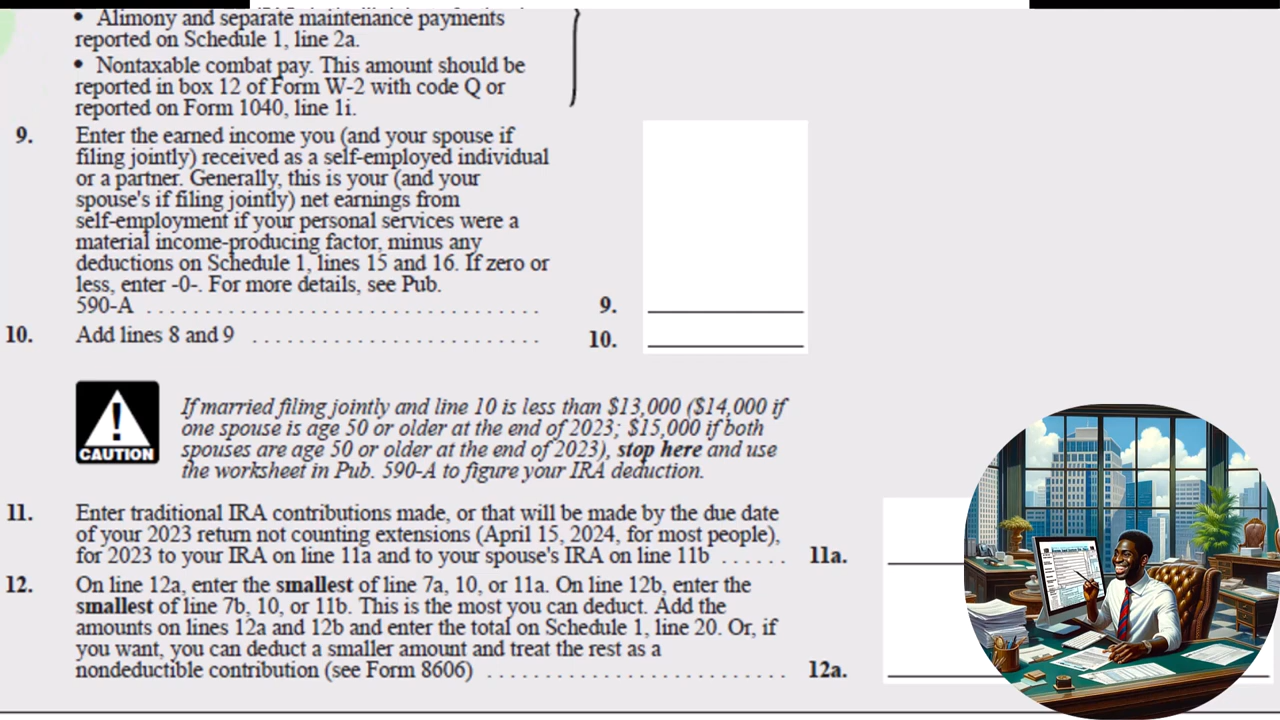 • Alimony and separate maintenance payments
reported on Schedule 1, line 2a.
• Nontaxable combat pay. This amount should be
reported in box 12 of Form W-2 with code Q or
reported on Form 1040, line 1i.
9. Enter the earned income you (and your spouse if
filing jointly) received as a self-employed individual
or a partner. Generally, this is your (and your
spouse's if filing jointly) net earnings from
self-employment if your personal services were a
material income-producing factor, minus any
deductions on Schedule 1, lines 15 and 16. If zero or
less, enter -0-. For more details, see Pub.
590-A . . . . . . . . . . . . . . . . . . . . . . . . . . . . . . . . . . 9.
10. Add lines 8 and 9 . . . . . . . . . . . . . . . . . . . . . . . . . 10.
CAUTION
If married filing jointly and line 10 is less than $13,000 ($14,000 if
one spouse is age 50 or older at the end of 2023; $15,000 if both
spouses are age 50 or older at the end of 2023), stop here and use
the worksheet in Pub. 590-A to figure your IRA deduction.
11. Enter traditional IRA contributions made, or that will be made by the due date
of your 2023 return not counting extensions (April 15, 2024, for most people),
for 2023 to your IRA on line 11a and to your spouse's IRA on line 11b . . . . . . 11a.
12. On line 12a, enter the smallest of line 7a, 10, or 11a. On line 12b, enter the
smallest of line 7b, 10, or 11b. This is the most you can deduct. Add the
amounts on lines 12a and 12b and enter the total on Schedule 1, line 20. Or, if
you want, you can deduct a smaller amount and treat the rest as a
nondeductible contribution (see Form 8606) . . . . . . . . . . . . . . . . . . . . . . . . . . 12a.